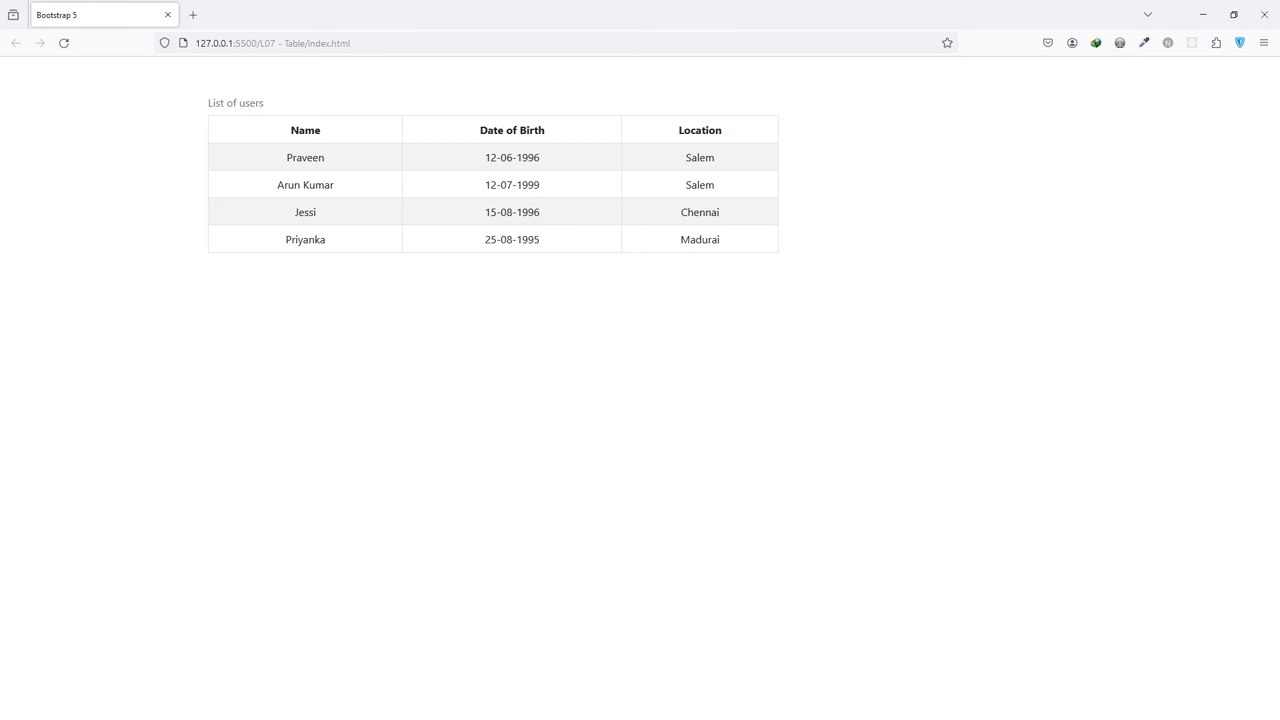 Bootstrap 5
127.0.0.1:5500/L07 - Table/index.html
List of users
Name Date of Birth Location
Praveen 12-06-1996 Salem
Arun Kumar 12-07-1999 Salem
Jessi 15-08-1996 Chennai
Priyanka 25-08-1995 Madurai